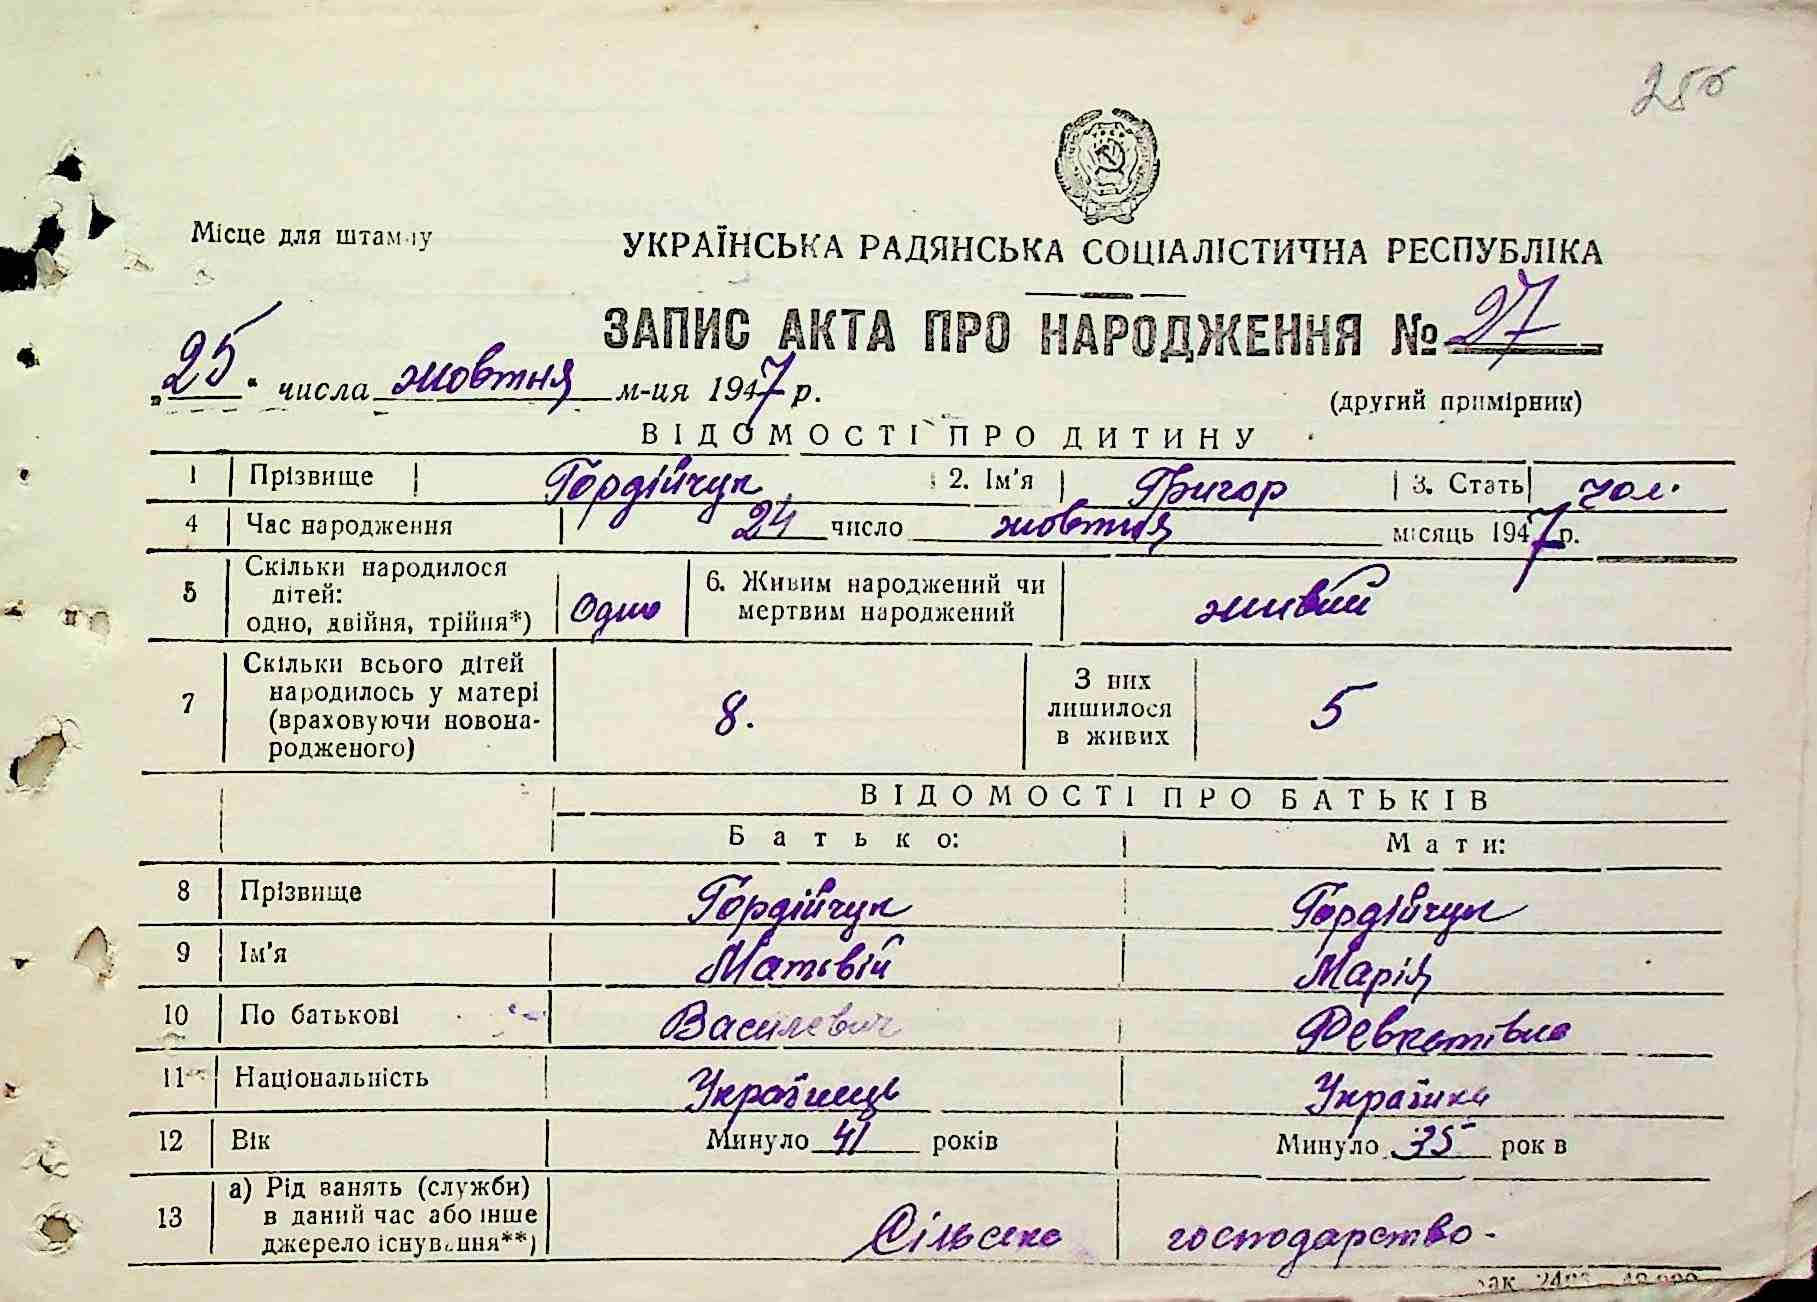 256
Місце для штампу
УКРАЇНСЬКА РАДЯНСЬКА СОЦІАЛІСТИЧНА РЕСПУБЛІКА
ЗАПИС АКТА ПРО НАРОДЖЕННЯ № 27
„25“ числа жовтня м-ця 1947 р.
(другий примірник)
ВІДОМОСТІ ПРО ДИТИНУ
1 Прізвище Гордійчук 2. Ім'я Григор 3. Стать чол.
4 Час народження 24 число жовтня місяць 1947 р.
5 Скільки народилося дітей: одно, двійня, трійня*) Одно 6. Живим народжений чи мертвим народжений живий
7 Скільки всього дітей народилось у матері (враховуючи новонародженого) 8. З них лишилося в живих 5
ВІДОМОСТІ ПРО БАТЬКІВ
Батько: Мати:
8 Прізвище Гордійчук Гордійчук
9 Ім'я Матвій Марія
10 По батькові Василевич
11 Національність Українець Українка
12 Вік Минуло 41 років Минуло 35 рок в
13 а) Рід занять (служби) в даний час або інше джерело існування**) Сільське господарство.